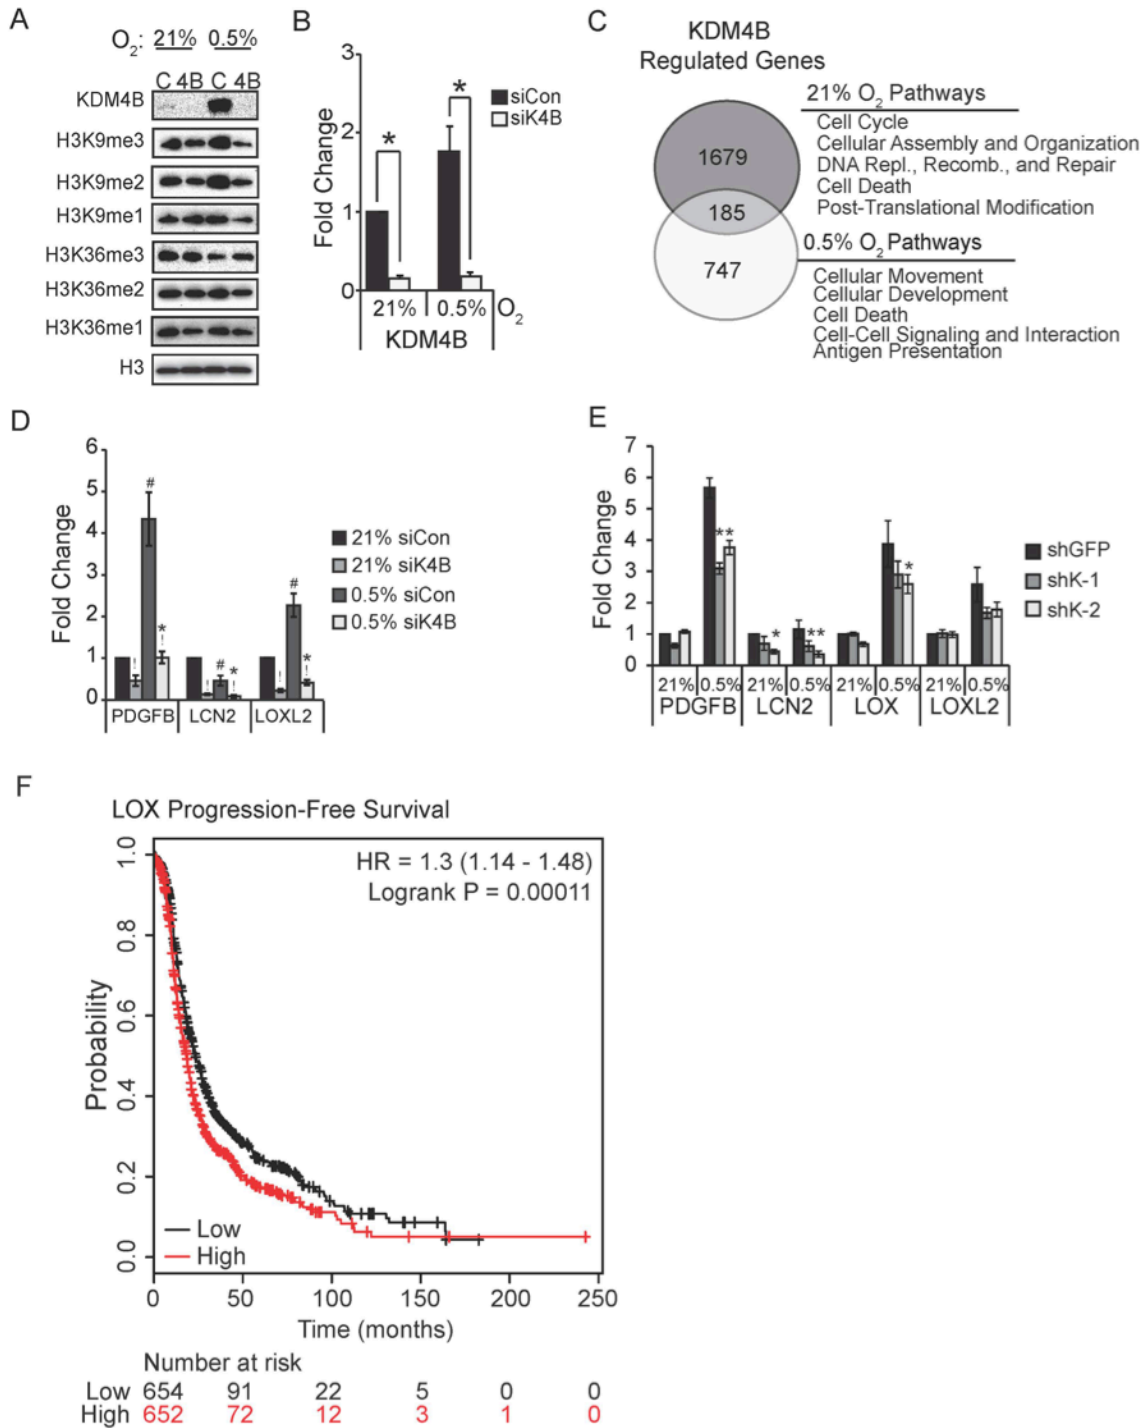 A
O2: 21% 0.5%
C 4B C 4B
KDM4B
H3K9me3
H3K9me2
H3K9me1
H3K36me3
H3K36me2
H3K36me1
H3
B
Fold Change
3
2
1
0
* *
siCon
siK4B
21% 0.5% O2
KDM4B
C
KDM4B
Regulated Genes
1679
185
747
21% O2 Pathways
Cell Cycle
Cellular Assembly and Organization
DNA Repl., Recomb., and Repair
Cell Death
Post-Translational Modification
0.5% O2 Pathways
Cellular Movement
Cellular Development
Cell Death
Cell-Cell Signaling and Interaction
Antigen Presentation
D
Fold Change
6
5
4
3
2
1
0
! # * !
! # * !
! # * !
21% siCon
21% siK4B
0.5% siCon
0.5% siK4B
PDGFB LCN2 LOXL2
E
Fold Change
7
6
5
4
3
2
1
0
** * ** *
shGFP
shK-1
shK-2
21% 0.5% 21% 0.5% 21% 0.5% 21% 0.5%
PDGFB LCN2 LOX LOXL2
F
LOX Progression-Free Survival
HR = 1.3 (1.14 - 1.48)
Logrank P = 0.00011
Probability
1.0
0.8
0.6
0.4
0.2
0.0
Low
High
0 50 100 150 200 250
Time (months)
Number at risk
Low 654 91 22 5 0 0
High 652 72 12 3 1 0